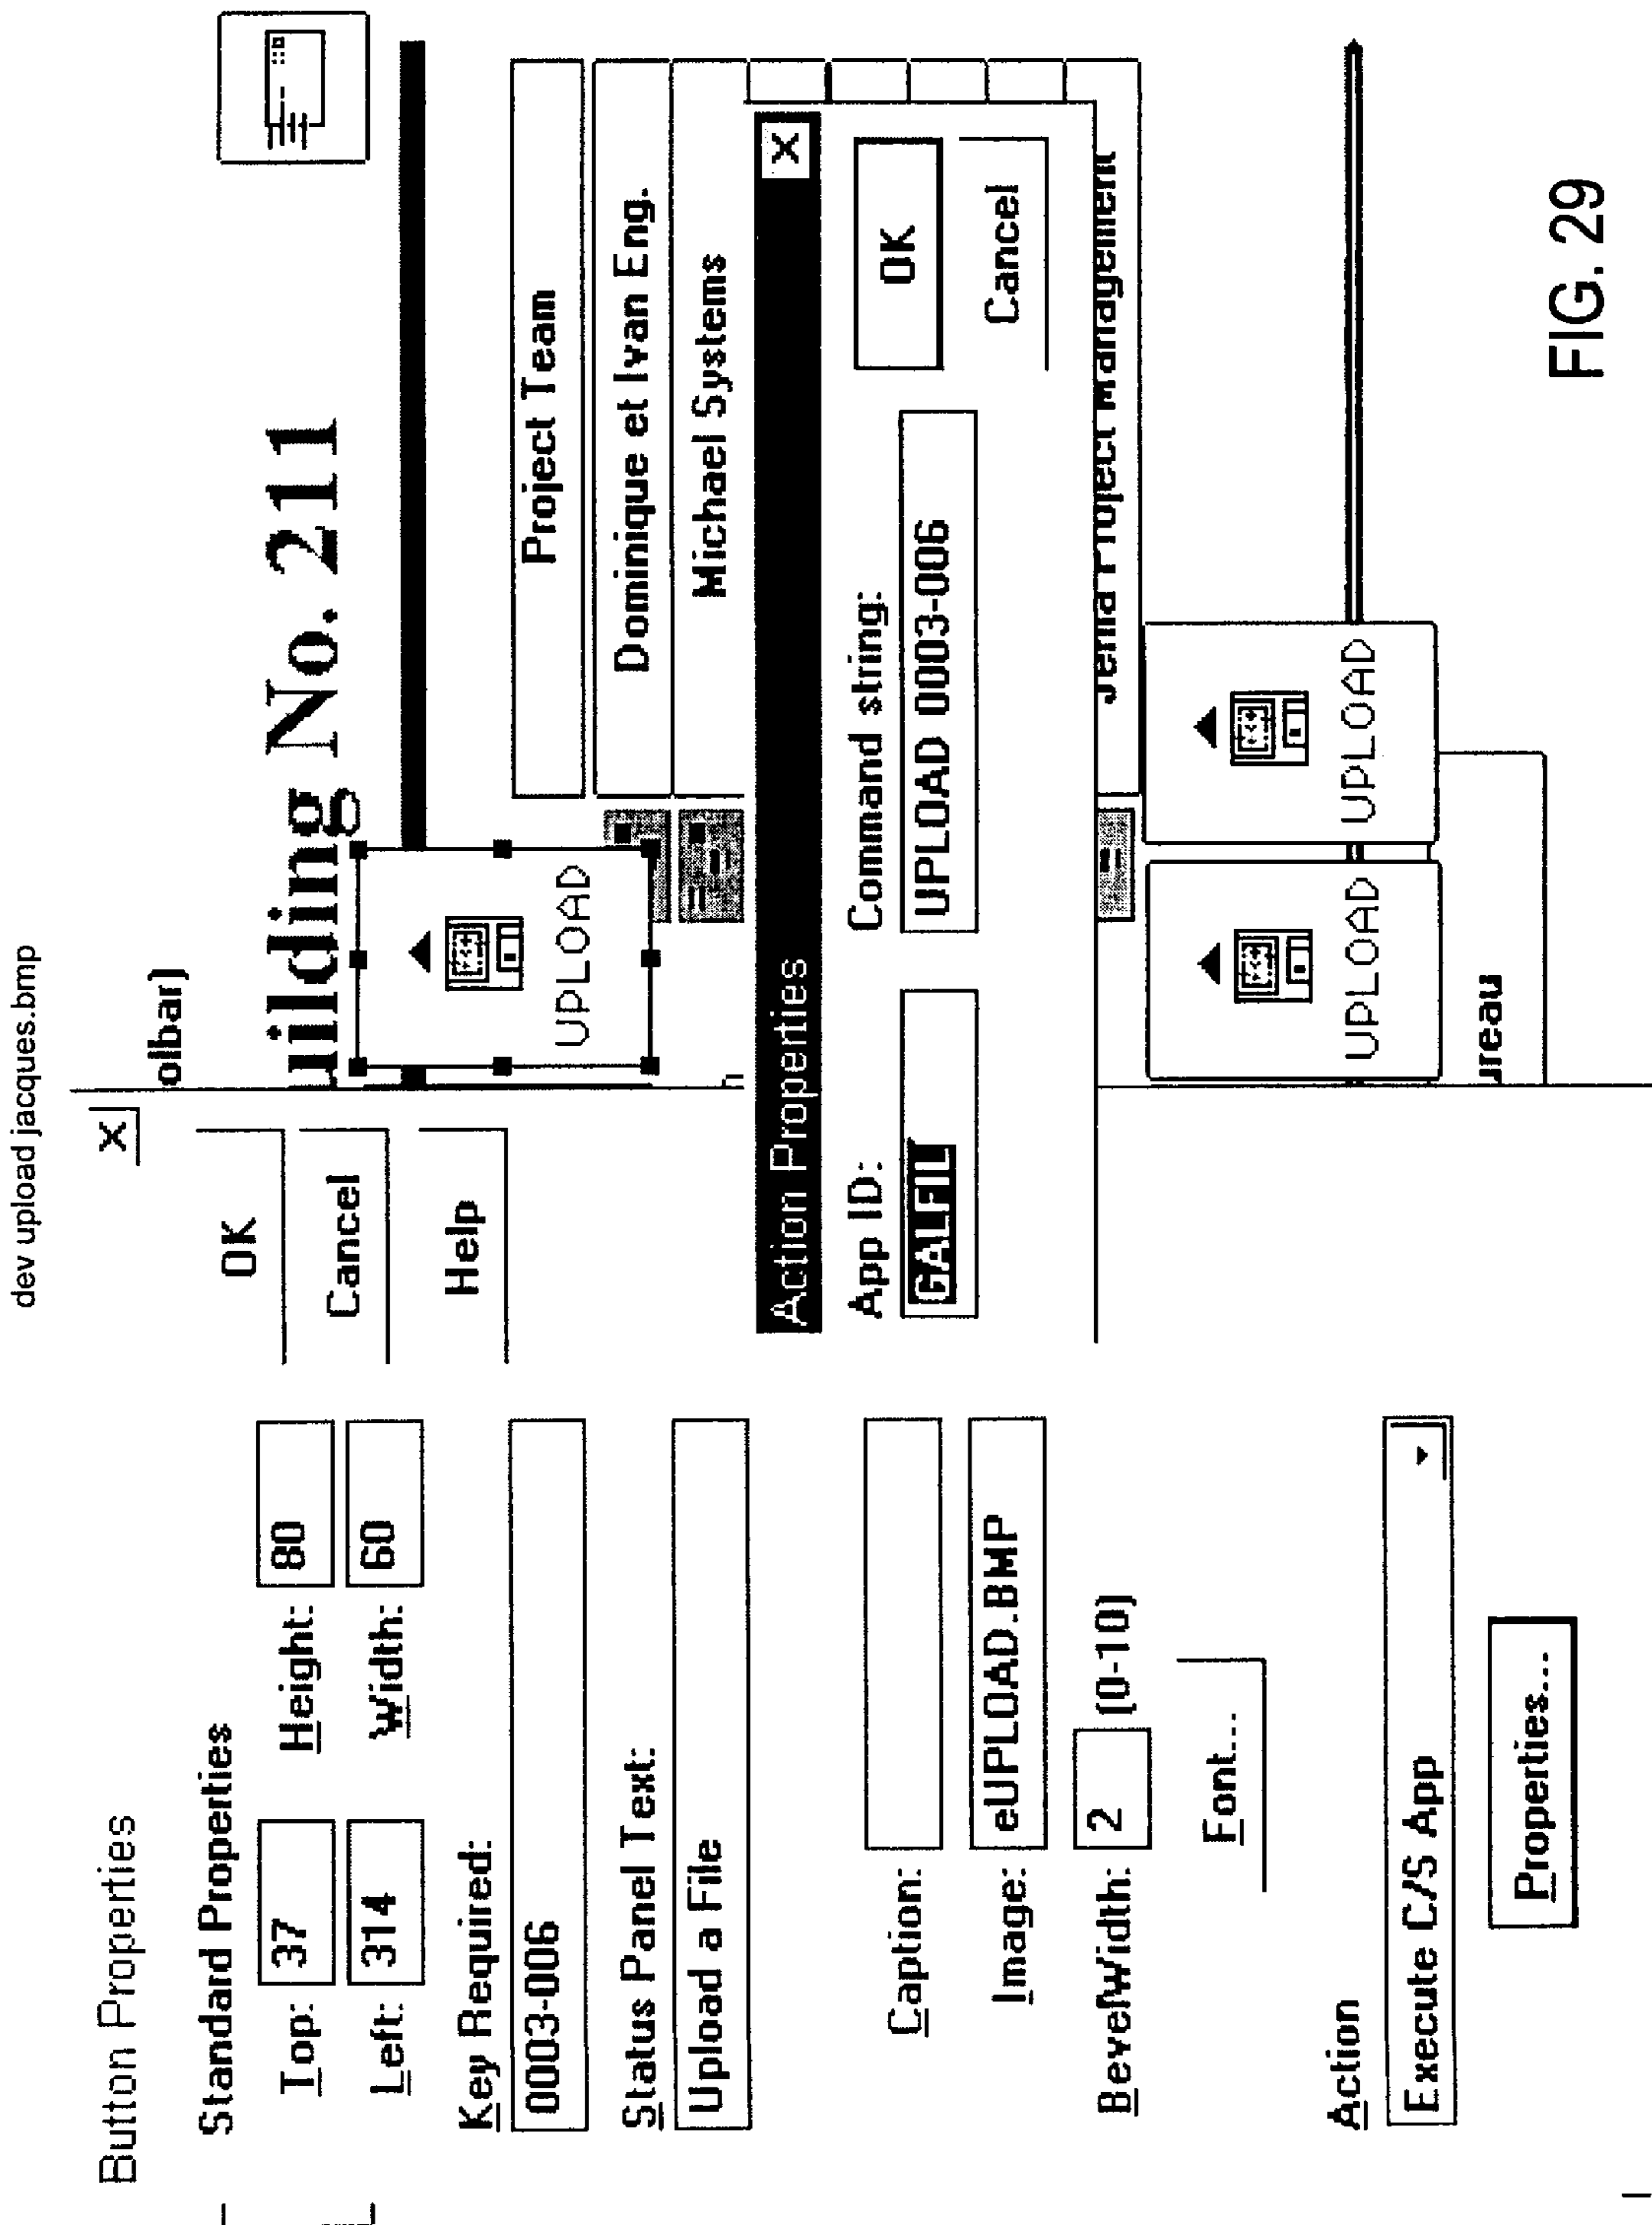 dev upload jacques.bmp
Button Properties
Standard Properties
Top: 37 Height: 80
Left: 314 Width: 60
Key Required:
0003-006
Status Panel Text:
Upload a File
Caption:
Image: eUPLOAD.BMP
BevelWidth: 2 (0-10)
Font...
Action
Execute C/S App
Properties...
X
OK
Cancel
Help
olbar)
uilding No. 211
UPLOAD
Project Team
Dominique et Ivan Eng.
Michael Systems
Action Properties X
App ID: Command string:
GALFIL UPLOAD 0003-006
OK
Cancel
Project Management
UPLOAD UPLOAD
ureau
FIG. 29